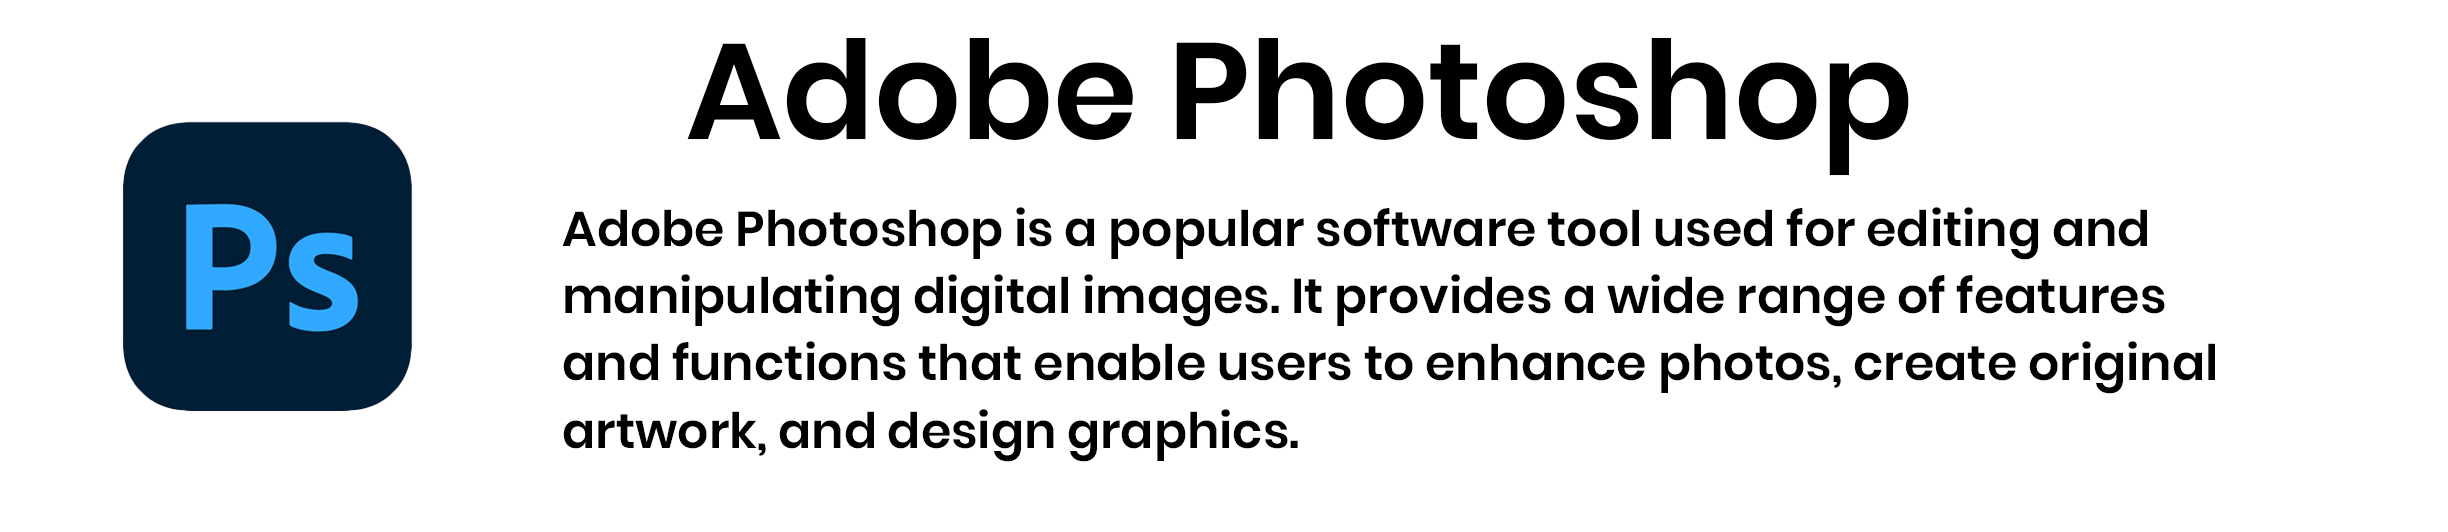 Adobe Photoshop
Ps
Adobe Photoshop is a popular software tool used for editing and
manipulating digital images. It provides a wide range of features
and functions that enable users to enhance photos, create original
artwork, and design graphics.